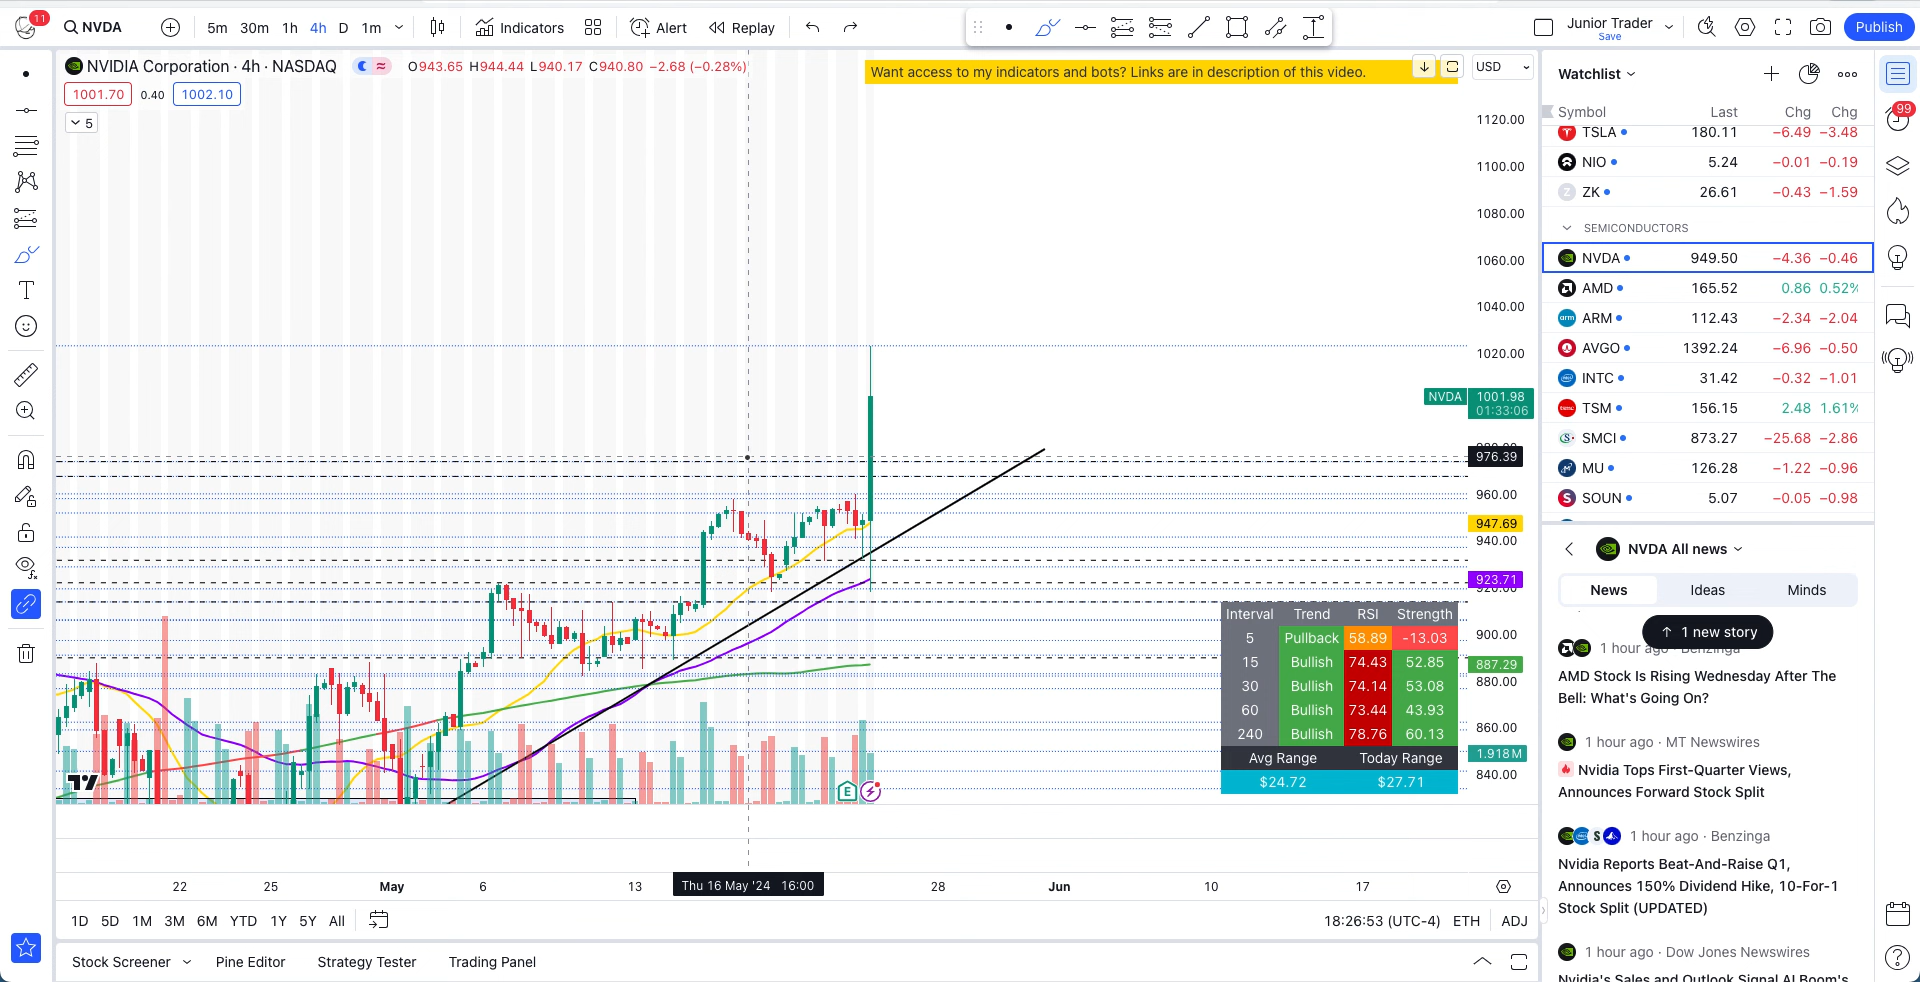 11
NVDA
5m 30m 1h 4h D 1m
Indicators
Alert
Replay
Junior Trader
Save
Publish
NVIDIA Corporation · 4h · NASDAQ
O943.65 H944.44 L940.17 C940.80 −2.68 (−0.28%)
1001.70 0.40 1002.10
5
Want access to my indicators and bots? Links are in description of this video.
USD
1120.00
1100.00
1080.00
1060.00
1040.00
1020.00
NVDA 1001.98
01:33:06
976.39
960.00
947.69
940.00
923.71
920.00
900.00
887.29
880.00
860.00
1.918M
840.00
Interval Trend RSI Strength
5 Pullback 58.89 -13.03
15 Bullish 74.43 52.85
30 Bullish 74.14 53.08
60 Bullish 73.44 43.93
240 Bullish 78.76 60.13
Avg Range Today Range
$24.72 $27.71
E
22 25 May 6 13 Thu 16 May '24 16:00 28 Jun 10 17
1D 5D 1M 3M 6M YTD 1Y 5Y All
18:26:53 (UTC-4) ETH ADJ
Stock Screener Pine Editor Strategy Tester Trading Panel
Watchlist
99
Symbol Last Chg Chg
TSLA 180.11 −6.49 −3.48
NIO 5.24 −0.01 −0.19
ZK 26.61 −0.43 −1.59
SEMICONDUCTORS
NVDA 949.50 −4.36 −0.46
AMD 165.52 0.86 0.52%
ARM 112.43 −2.34 −2.04
AVGO 1392.24 −6.96 −0.50
INTC 31.42 −0.32 −1.01
TSM 156.15 2.48 1.61%
SMCI 873.27 −25.68 −2.86
MU 126.28 −1.22 −0.96
SOUN 5.07 −0.05 −0.98
NVDA All news
News Ideas Minds
1 new story
1 hour ago · Benzinga
AMD Stock Is Rising Wednesday After The
Bell: What's Going On?
1 hour ago · MT Newswires
Nvidia Tops First-Quarter Views,
Announces Forward Stock Split
1 hour ago · Benzinga
Nvidia Reports Beat-And-Raise Q1,
Announces 150% Dividend Hike, 10-For-1
Stock Split (UPDATED)
1 hour ago · Dow Jones Newswires
Nvidia's Sales and Outlook Signal AI Boom's